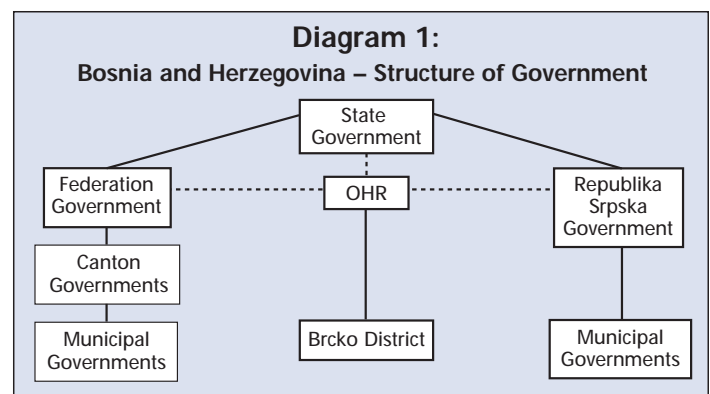 Diagram 1:
Bosnia and Herzegovina – Structure of Government
State
Government
Federation
Government
OHR
Republika
Srpska
Government
Canton
Governments
Municipal
Governments
Brcko District
Municipal
Governments